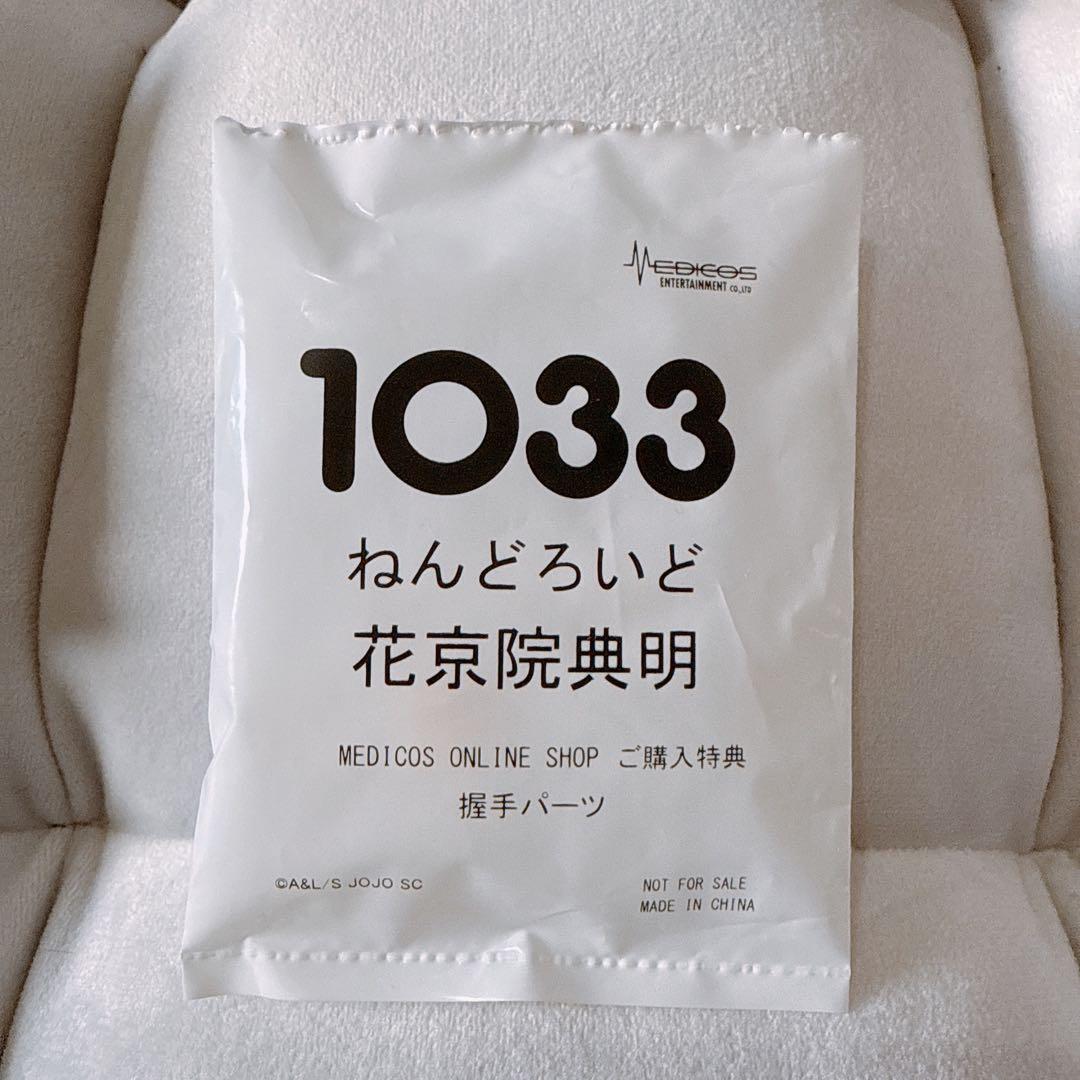 MEDICOS
ENTERTAINMENT CO.,LTD
1033
ねんどろいど
花京院典明
MEDICOS ONLINE SHOP ご購入特典
握手パーツ
©A&L/S JOJO SC
NOT FOR SALE
MADE IN CHINA